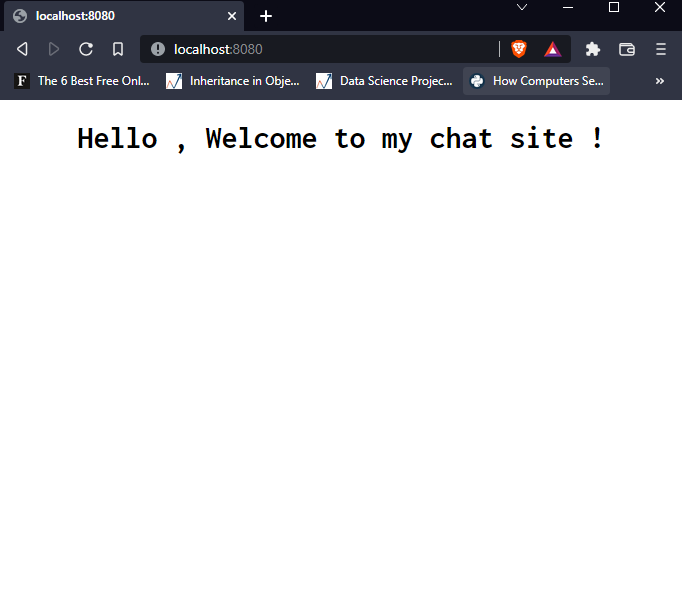 localhost:8080
localhost:8080
F The 6 Best Free Onl... Inheritance in Obje... Data Science Projec... How Computers Se... »
Hello , Welcome to my chat site !